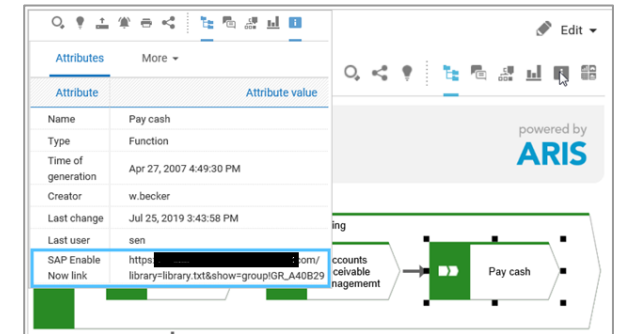 Edit
Attributes
More
Attribute
Attribute value
Name
Pay cash
Type
Function
Time of
generation
Apr 27, 2007 4:49:30 PM
Creator
w.becker
Last change
Jul 25, 2019 3:43:58 PM
Last user
sen
SAP Enable
Now link
https:
om/
library=library.txt&show=group!GR_A40B29
powered by
ARIS
ing
ccounts
ceivable
nagememt
Pay cash